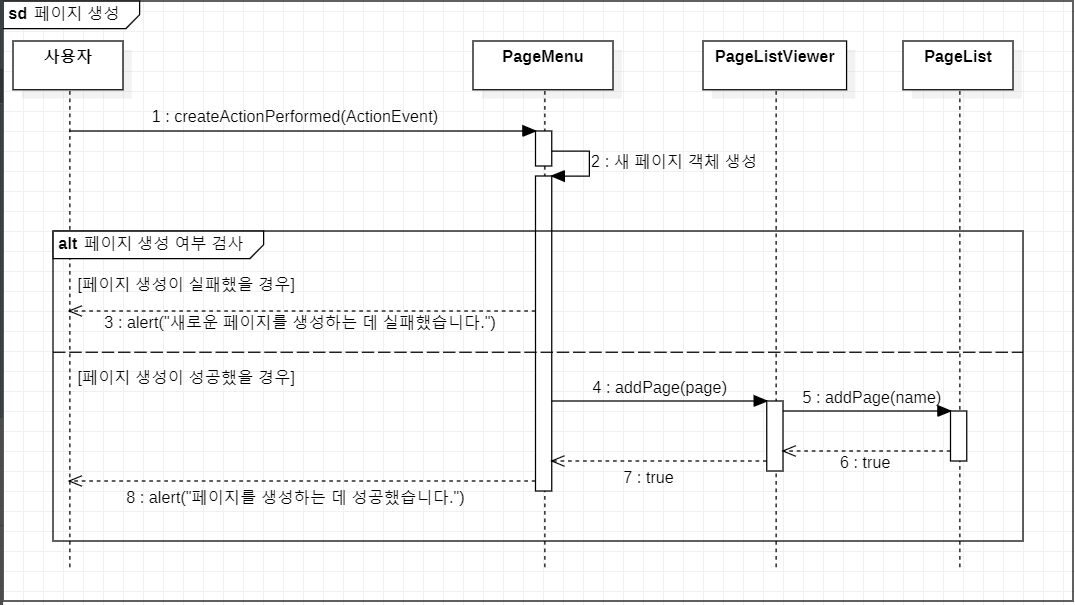 sd 페이지 생성
사용자
PageMenu
PageListViewer
PageList
1 : createActionPerformed(ActionEvent)
2 : 새 페이지 객체 생성
alt 페이지 생성 여부 검사
[페이지 생성이 실패했을 경우]
3 : alert("새로운 페이지를 생성하는 데 실패했습니다.")
[페이지 생성이 성공했을 경우]
4 : addPage(page)
5 : addPage(name)
6 : true
7 : true
8 : alert("페이지를 생성하는 데 성공했습니다.")